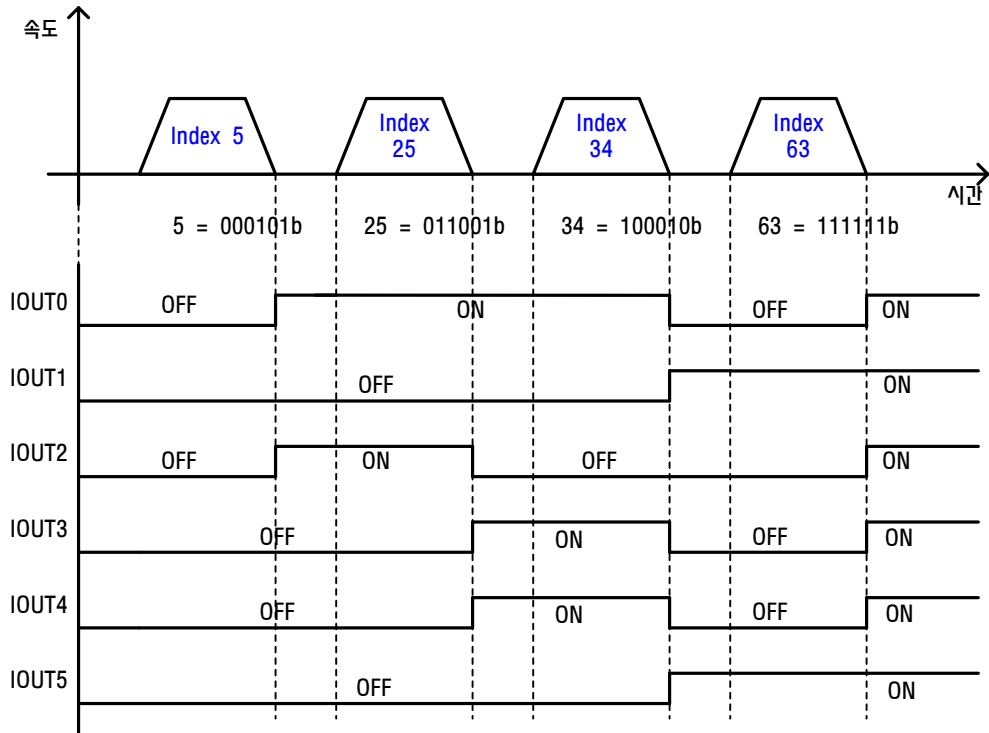 속도
Index 5
Index
25
Index
34
Index
63
시간
5 = 000101b
25 = 011001b
34 = 100010b
63 = 111111b
IOUT0
OFF
ON
OFF
ON
IOUT1
OFF
ON
IOUT2
OFF
ON
OFF
ON
IOUT3
OFF
ON
OFF
ON
IOUT4
OFF
ON
OFF
ON
IOUT5
OFF
ON